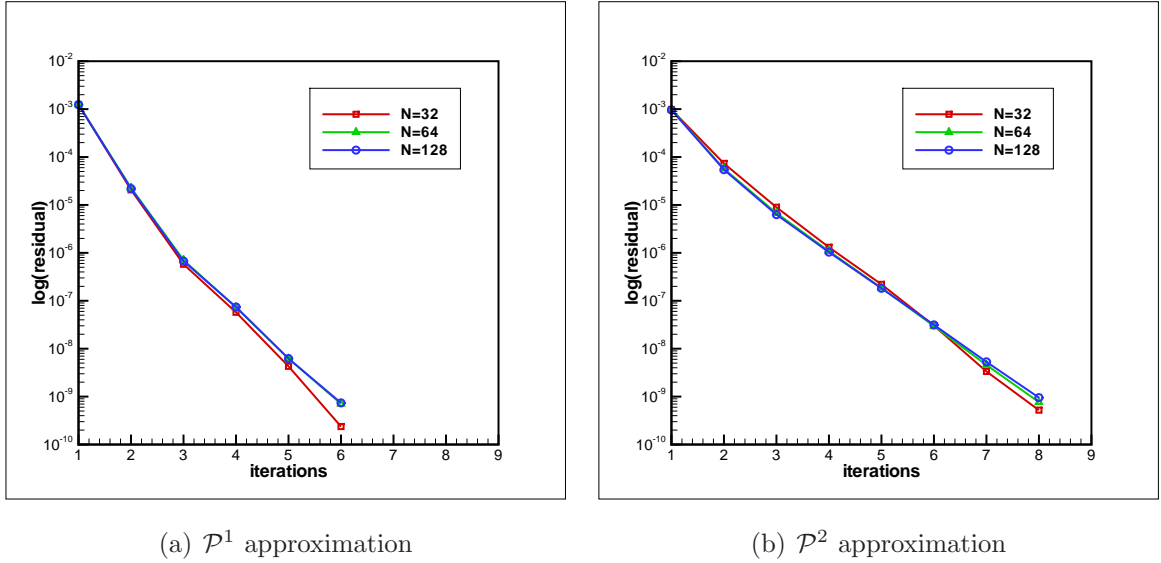 10^-2
10^-3
10^-4
10^-5
10^-6
10^-7
10^-8
10^-9
10^-10
log(residual)
1 2 3 4 5 6 7 8 9
iterations
N=32
N=64
N=128
(a) 𝒫^1 approximation
10^-2
10^-3
10^-4
10^-5
10^-6
10^-7
10^-8
10^-9
10^-10
log(residual)
1 2 3 4 5 6 7 8 9
iterations
N=32
N=64
N=128
(b) 𝒫^2 approximation